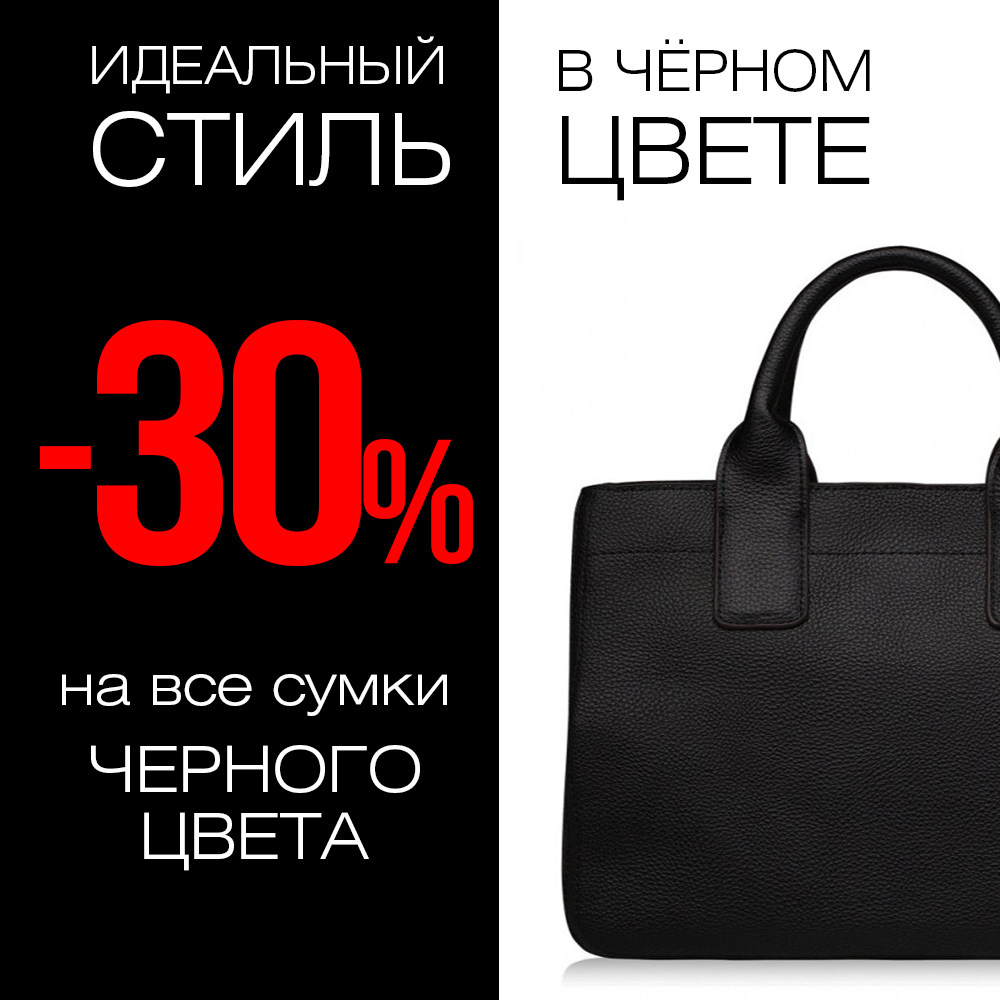 ИДЕАЛЬНЫЙ
СТИЛЬ
В ЧЁРНОМ
ЦВЕТЕ
-30%
на все сумки
ЧЕРНОГО
ЦВЕТА